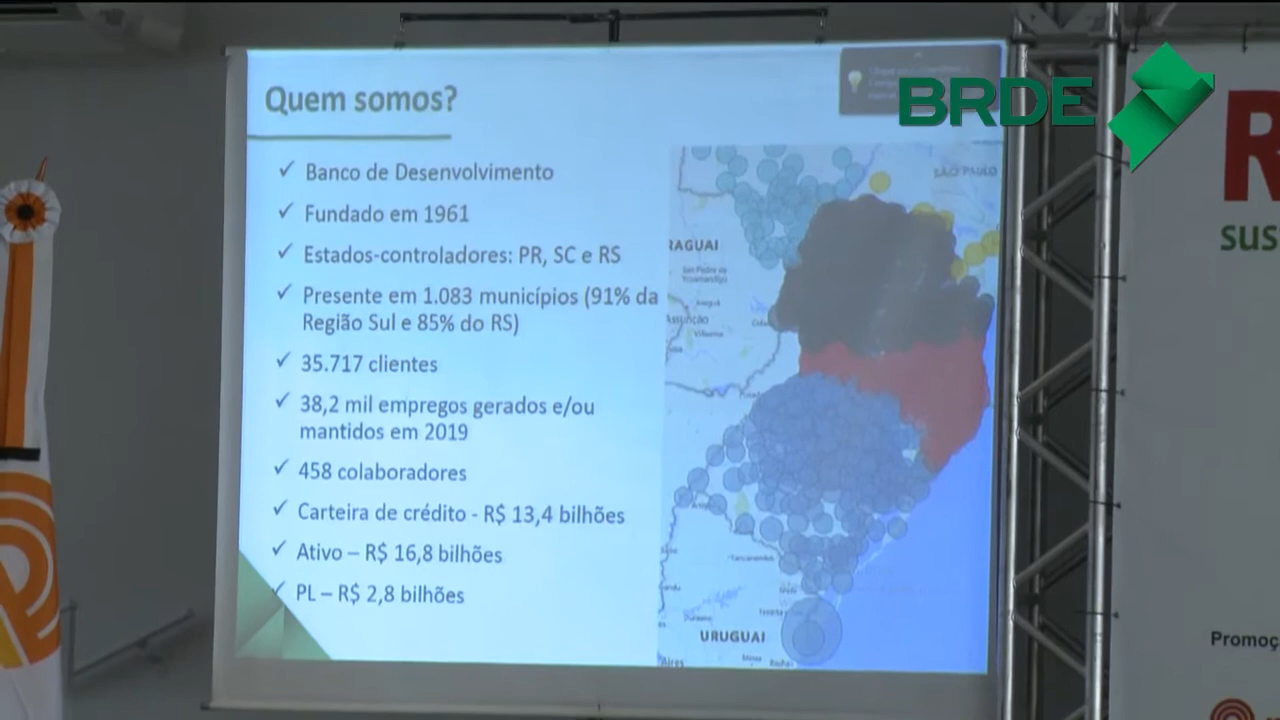 Quem somos?
BRDE
✓ Banco de Desenvolvimento
✓ Fundado em 1961
✓ Estados-controladores: PR, SC e RS
✓ Presente em 1.083 municípios (91% da
Região Sul e 85% do RS)
✓ 35.717 clientes
✓ 38,2 mil empregos gerados e/ou
mantidos em 2019
✓ 458 colaboradores
✓ Carteira de crédito - R$ 13,4 bilhões
✓ Ativo – R$ 16,8 bilhões
✓ PL – R$ 2,8 bilhões
SÃO PAULO
RAGUAI
URUGUAI
Aires
R
sus
Promoç